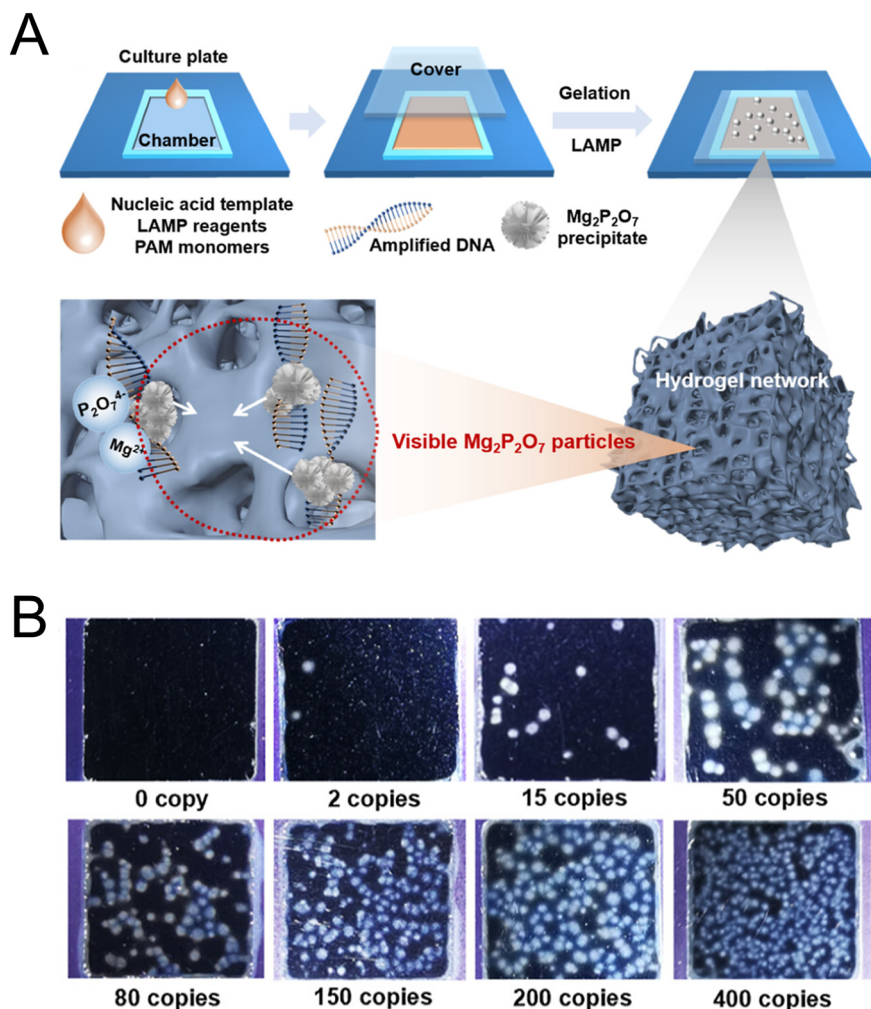 A
Culture plate
Chamber
Cover
Gelation
LAMP
Nucleic acid template
LAMP reagents
PAM monomers
Amplified DNA
Mg₂P₂O₇
precipitate
P₂O₇⁴⁻
Mg²⁺
Visible Mg₂P₂O₇ particles
Hydrogel network
B
0 copy
2 copies
15 copies
50 copies
80 copies
150 copies
200 copies
400 copies